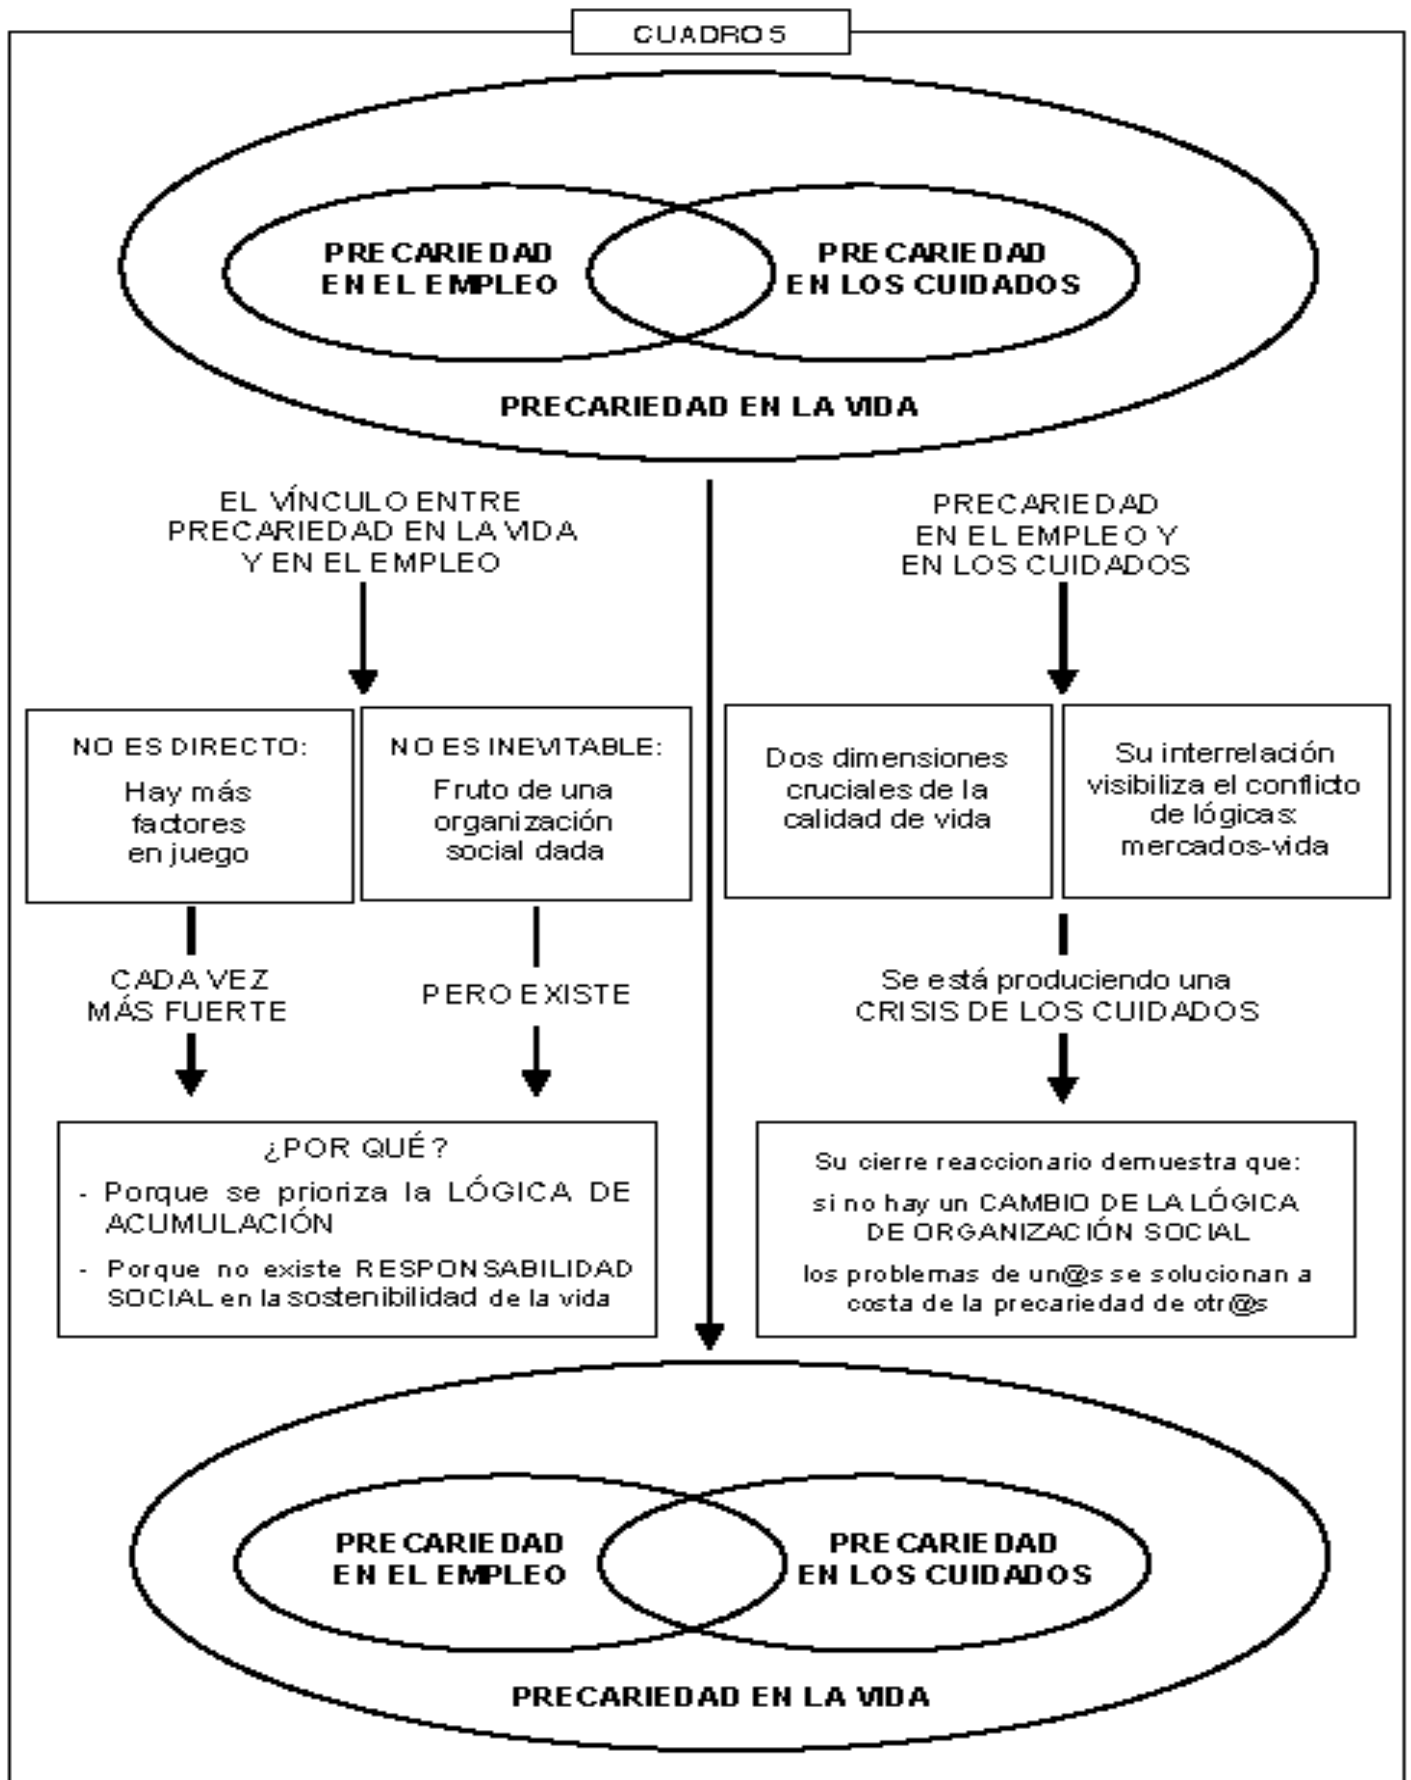 CUADRO 5
PRECARIEDAD
EN EL EMPLEO
PRECARIEDAD
EN LOS CUIDADOS
PRECARIEDAD EN LA VIDA
EL VÍNCULO ENTRE
PRECARIEDAD EN LA VIDA
Y EN EL EMPLEO
PRECARIEDAD
EN EL EMPLEO Y
EN LOS CUIDADOS
NO ES DIRECTO:
Hay más
factores
en juego
NO ES INEVITABLE:
Fruto de una
organización
social dada
Dos dimensiones
cruciales de la
calidad de vida
Su interrelación
visibiliza el conflicto
de lógicas:
mercados-vida
CADA VEZ
MÁS FUERTE
PERO EXISTE
Se está produciendo una
CRISIS DE LOS CUIDADOS
¿POR QUÉ?
- Porque se prioriza la LÓGICA DE
ACUMULACIÓN
- Porque no existe RESPONSABILIDAD
SOCIAL en la sostenibilidad de la vida
Su cierre reaccionario demuestra que:
si no hay un CAMBIO DE LA LÓGICA
DE ORGANIZACIÓN SOCIAL
los problemas de un@s se solucionan a
costa de la precariedad de otr@s
PRECARIEDAD
EN EL EMPLEO
PRECARIEDAD
EN LOS CUIDADOS
PRECARIEDAD EN LA VIDA